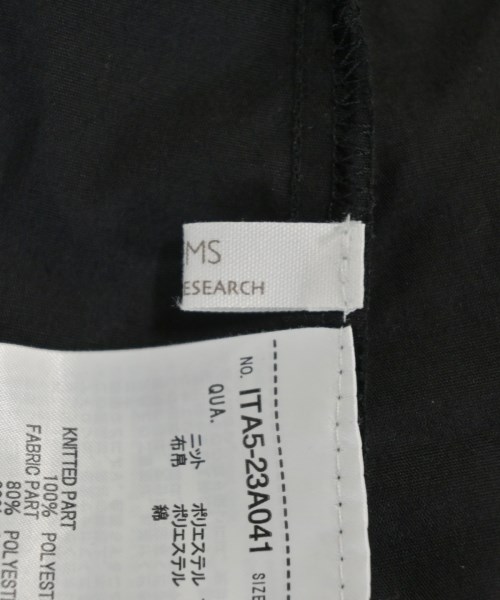 MS
ESEARCH
NO. ITA5-23A041 SIZE
QUA.
ニット ポリエステル
布帛 ポリエステル
綿
KNITTED PART
100% POLYEST
FABRIC PART
80% POLYEST